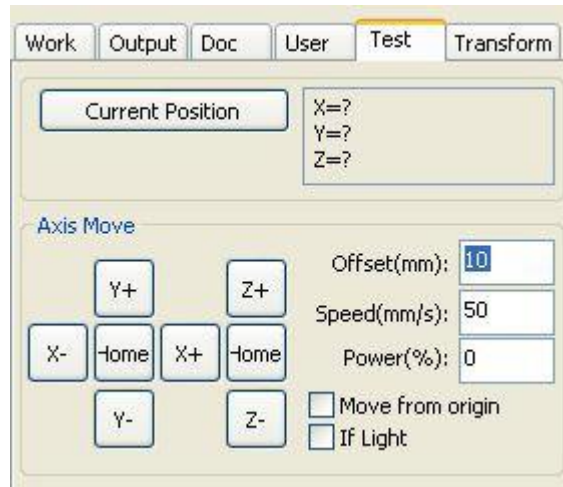 Work Output Doc User Test Transform
Current Position
X=?
Y=?
Z=?
Axis Move
Y+ Z+
X- Home X+ Home
Y- Z-
Offset(mm): 10
Speed(mm/s): 50
Power(%): 0
Move from origin
If Light